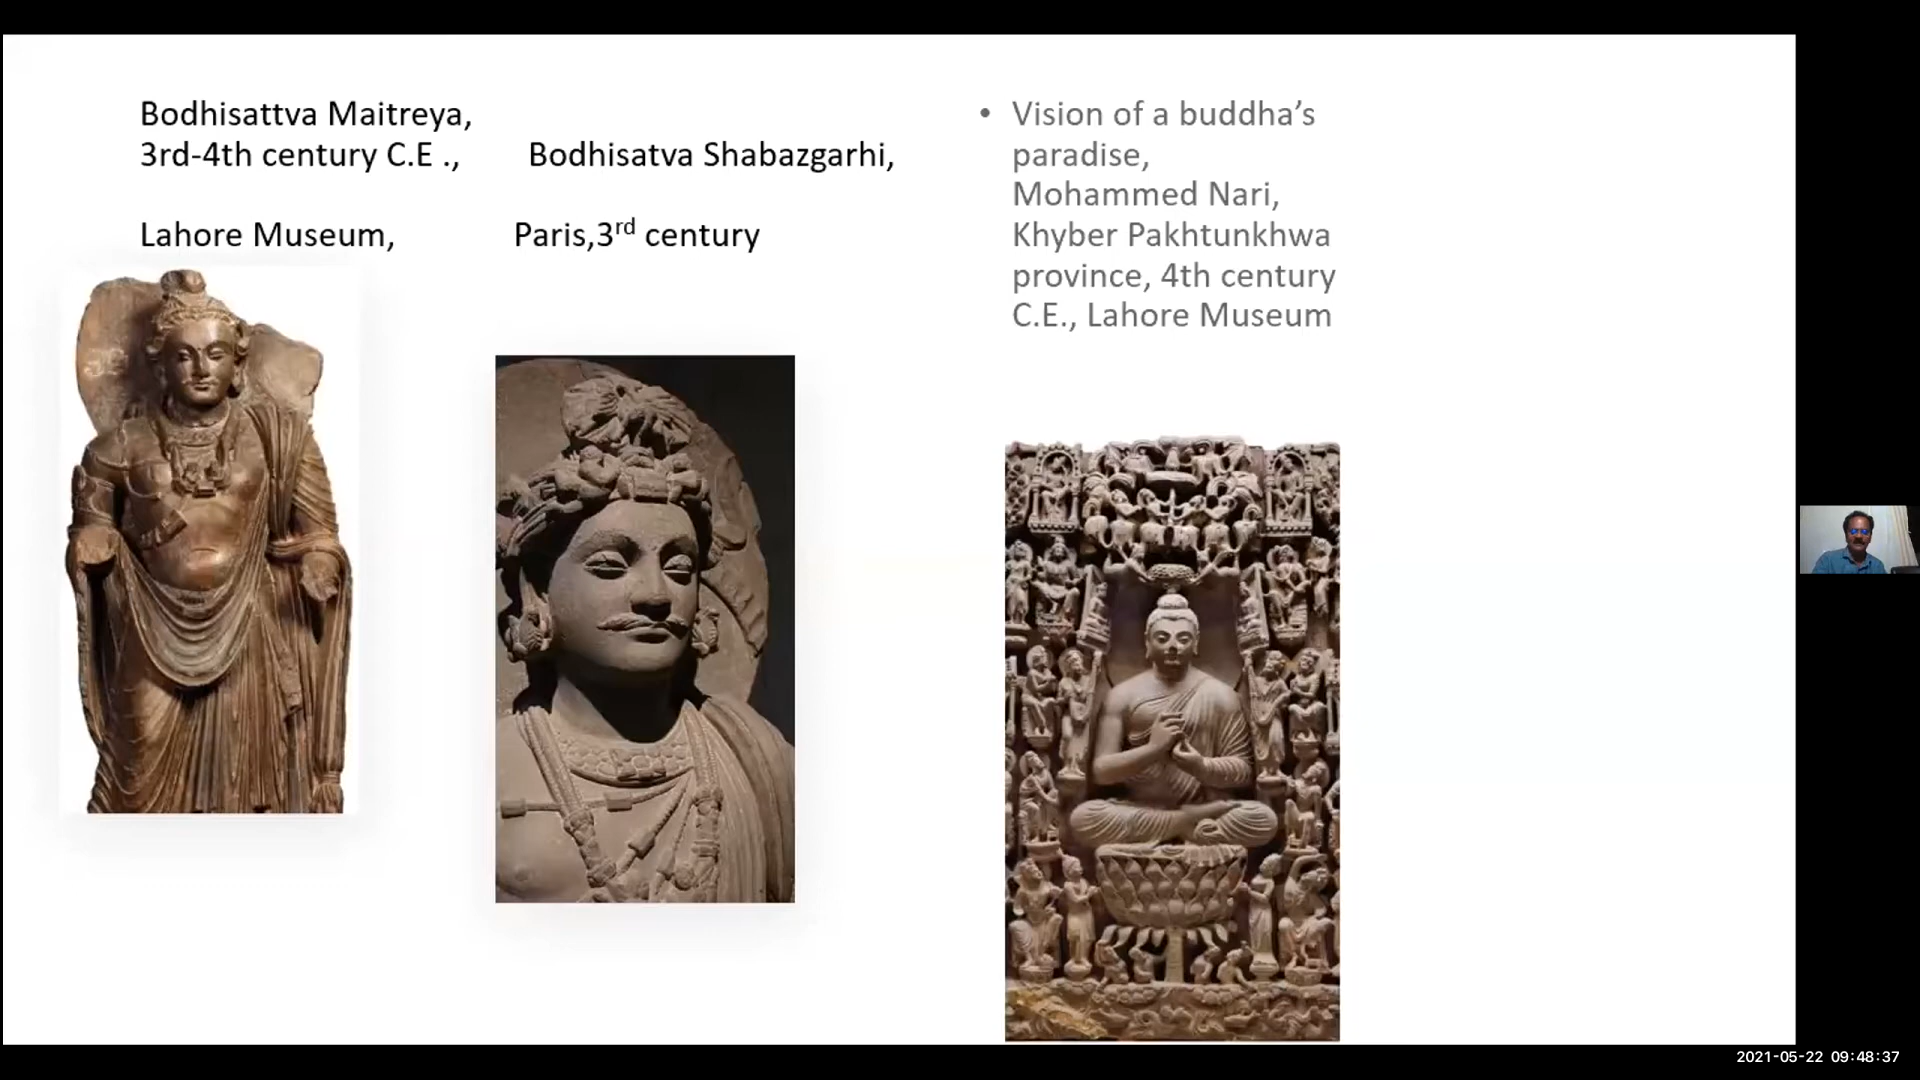 Bodhisattva Maitreya,
3rd-4th century C.E .,
Bodhisatva Shabazgarhi,
Lahore Museum,
Paris,3rd century
• Vision of a buddha’s
paradise,
Mohammed Nari,
Khyber Pakhtunkhwa
province, 4th century
C.E., Lahore Museum
2021-05-22 09:48:37